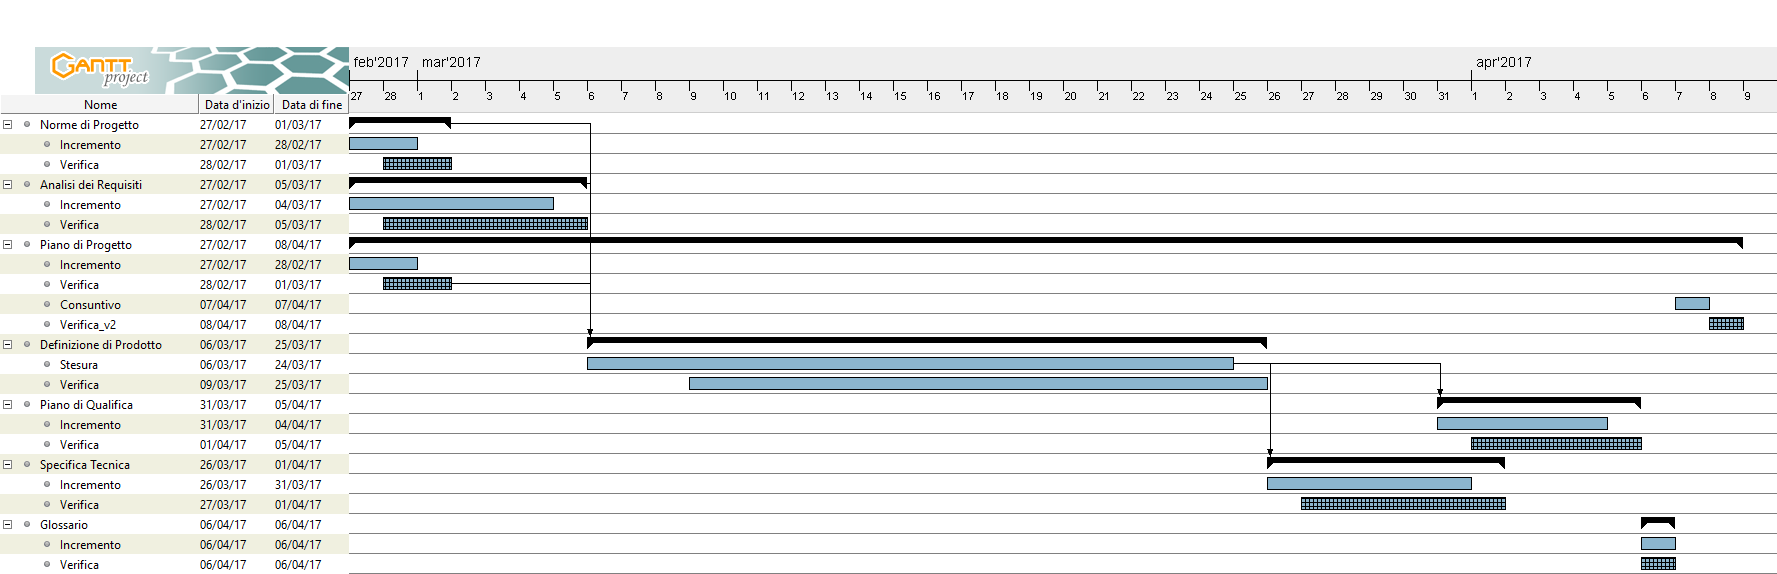 GANTT
project
feb'2017 mar'2017 apr'2017
27 28 1 2 3 4 5 6 7 8 9 10 11 12 13 14 15 16 17 18 19 20 21 22 23 24 25 26 27 28 29 30 31 1 2 3 4 5 6 7 8 9
Nome Data d'inizio Data di fine
Norme di Progetto 27/02/17 01/03/17
Incremento 27/02/17 28/02/17
Verifica 28/02/17 01/03/17
Analisi dei Requisiti 27/02/17 05/03/17
Incremento 27/02/17 04/03/17
Verifica 28/02/17 05/03/17
Piano di Progetto 27/02/17 08/04/17
Incremento 27/02/17 28/02/17
Verifica 28/02/17 01/03/17
Consuntivo 07/04/17 07/04/17
Verifica_v2 08/04/17 08/04/17
Definizione di Prodotto 06/03/17 25/03/17
Stesura 06/03/17 24/03/17
Verifica 09/03/17 25/03/17
Piano di Qualifica 31/03/17 05/04/17
Incremento 31/03/17 04/04/17
Verifica 01/04/17 05/04/17
Specifica Tecnica 26/03/17 01/04/17
Incremento 26/03/17 31/03/17
Verifica 27/03/17 01/04/17
Glossario 06/04/17 06/04/17
Incremento 06/04/17 06/04/17
Verifica 06/04/17 06/04/17